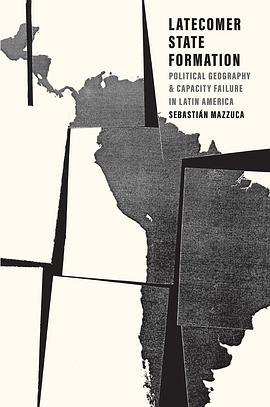 LATECOMER
STATE
FORMATION
POLITICAL GEOGRAPHY
& CAPACITY FAILURE
IN LATIN AMERICA
SEBASTIÁN MAZZUCA